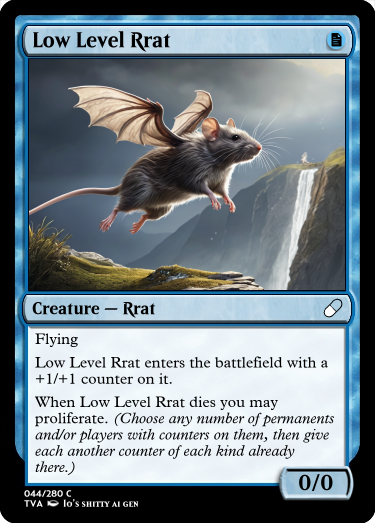 Low Level Rrat
Creature — Rrat
Flying
Low Level Rrat enters the battlefield with a
+1/+1 counter on it.
When Low Level Rrat dies you may
proliferate. (Choose any number of permanents
and/or players with counters on them, then give
each another counter of each kind already
there.)
0/0
044/280 C
TVA Io's SHITTY AI GEN